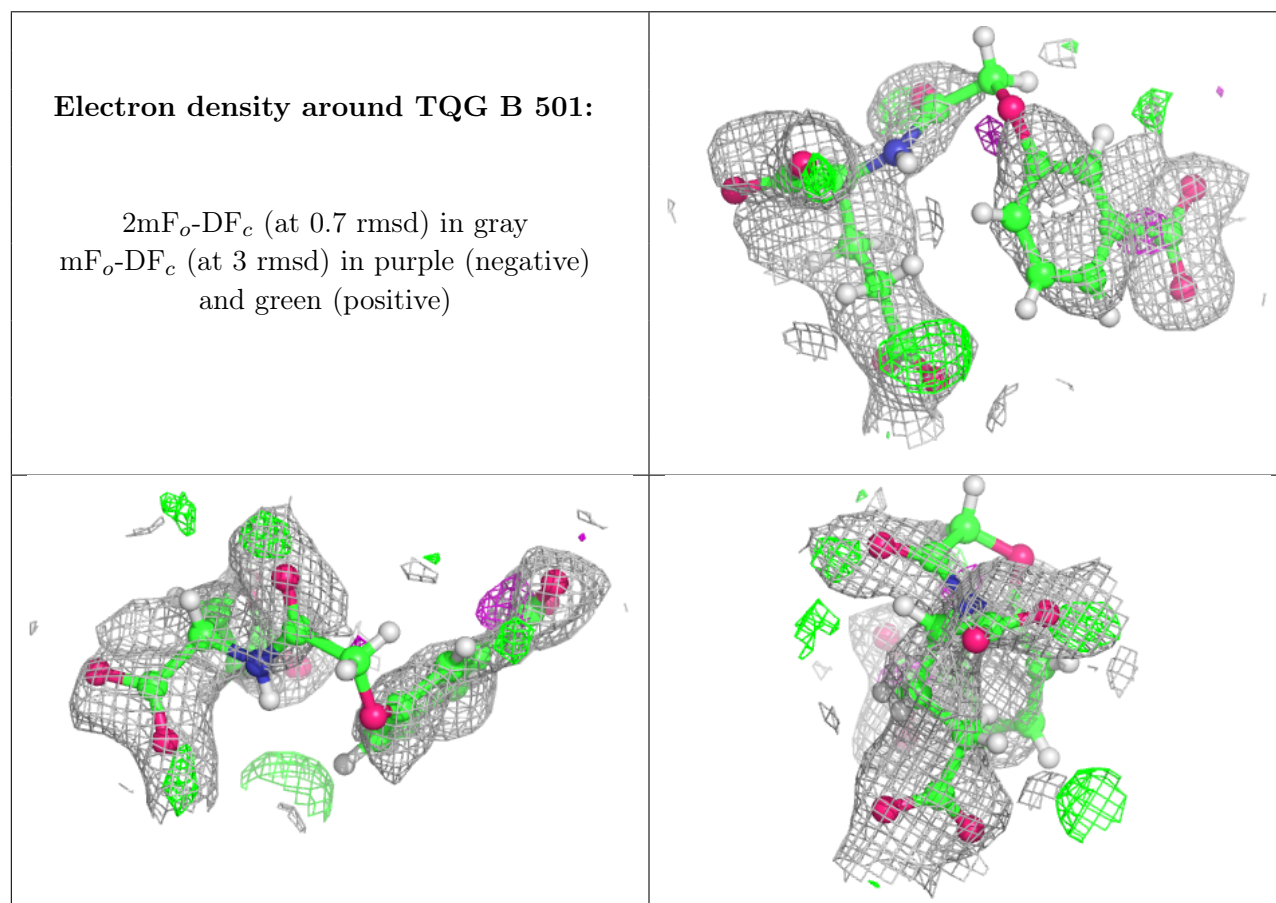 Electron density around TQG B 501:
2mFo-DFc (at 0.7 rmsd) in gray
mFo-DFc (at 3 rmsd) in purple (negative)
and green (positive)